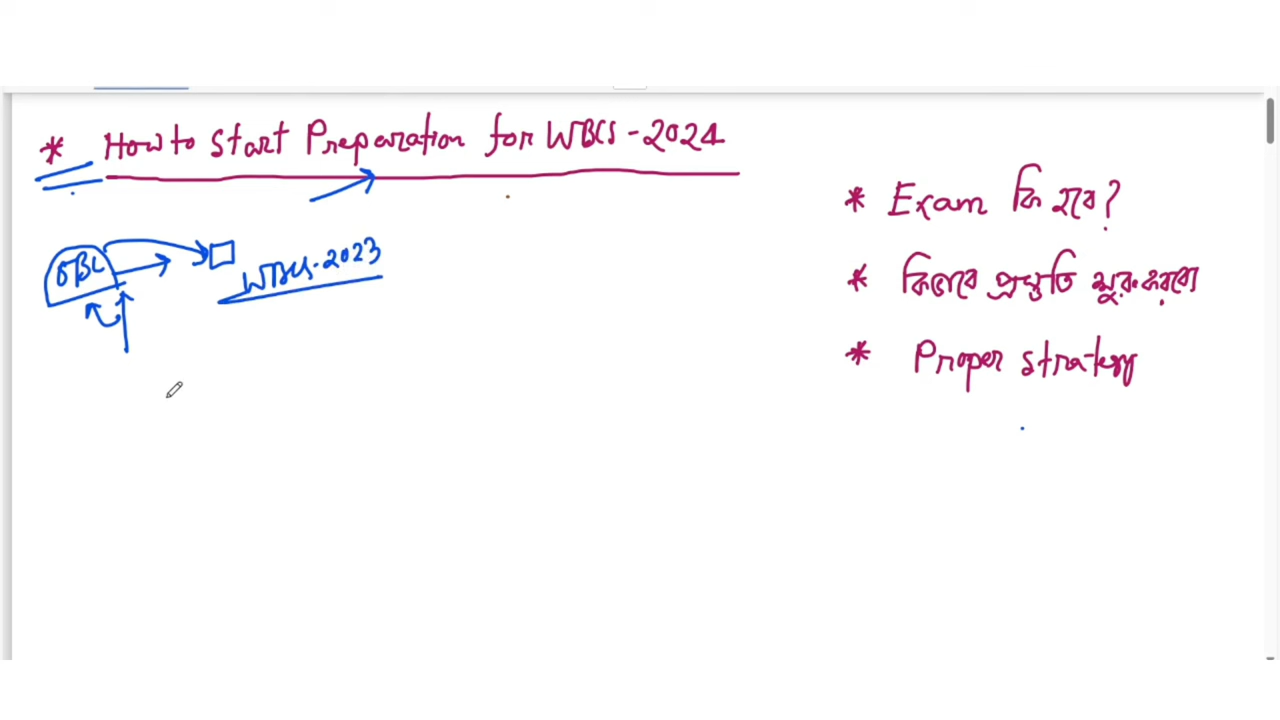 * How to Start Preparation for WBCS - 2024
OBC
WBCS - 2023
* Exam কি হবে?
* কিভাবে প্রস্তুতি শুরু করবো
* Proper strategy